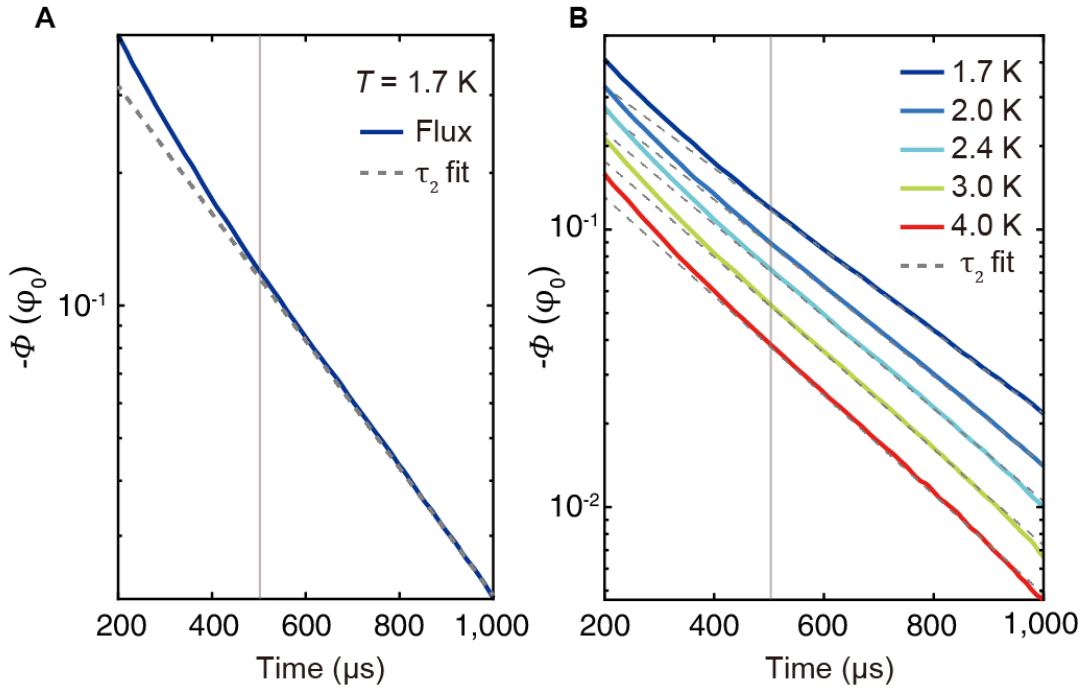 A
T = 1.7 K
Flux
τ2 fit
10-1
-Φ (φ0)
200 400 600 800 1,000
Time (µs)
B
1.7 K
2.0 K
2.4 K
3.0 K
4.0 K
τ2 fit
10-1
10-2
-Φ (φ0)
200 400 600 800 1,000
Time (µs)